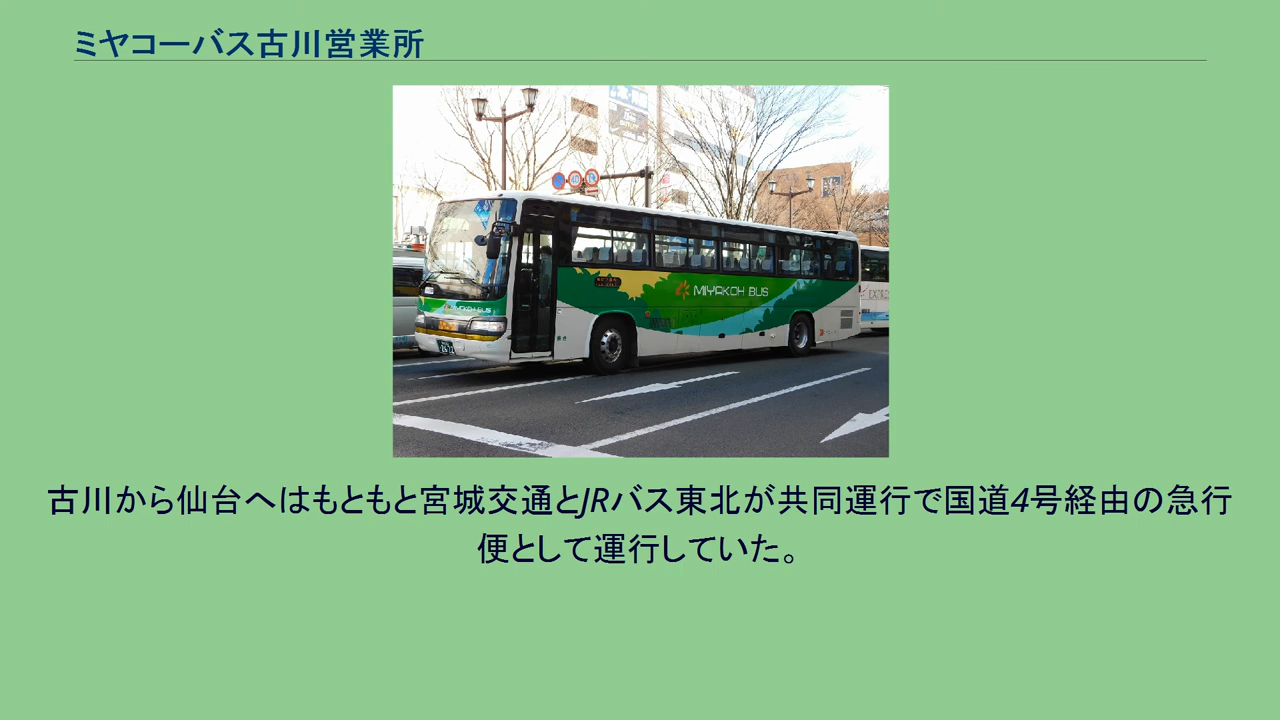 ミヤコーバス古川営業所
MIYAKOH BUS
MIYAKOH BUS
古川から仙台へはもともと宮城交通とJRバス東北が共同運行で国道4号経由の急行
便として運行していた。